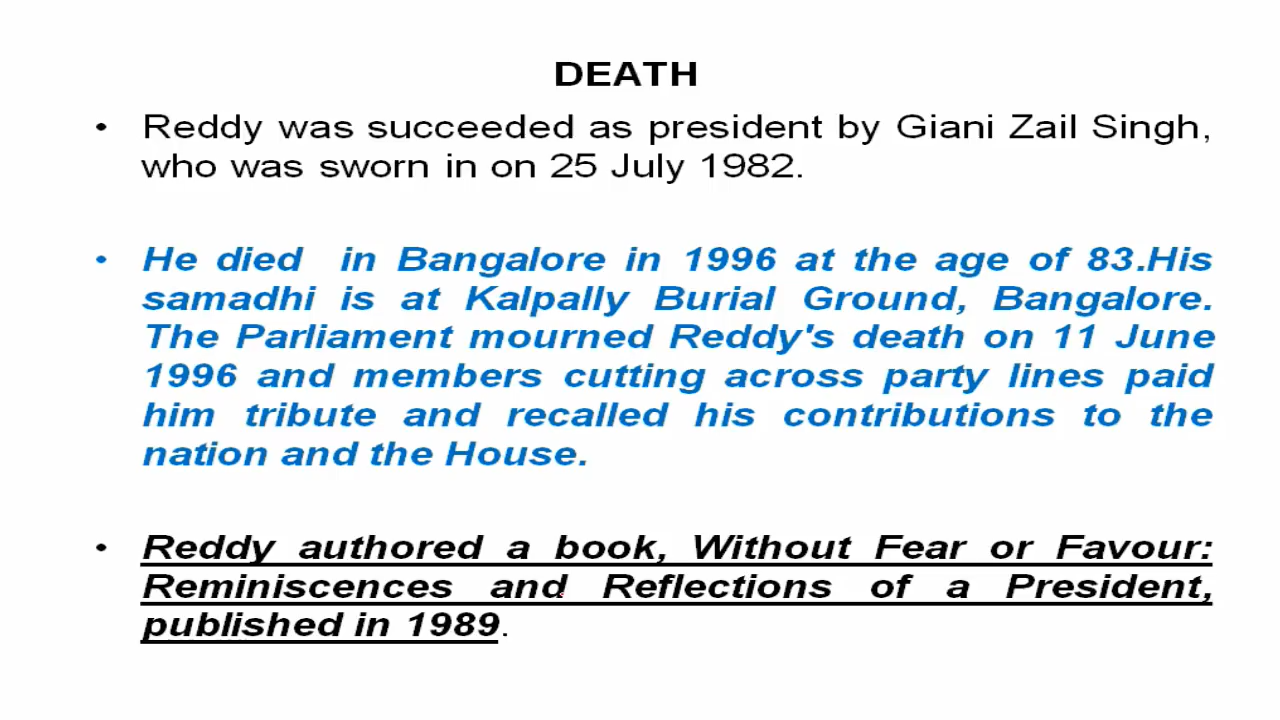 DEATH
• Reddy was succeeded as president by Giani Zail Singh,
who was sworn in on 25 July 1982.
• He died in Bangalore in 1996 at the age of 83.His
samadhi is at Kalpally Burial Ground, Bangalore.
The Parliament mourned Reddy's death on 11 June
1996 and members cutting across party lines paid
him tribute and recalled his contributions to the
nation and the House.
• Reddy authored a book, Without Fear or Favour:
Reminiscences and Reflections of a President,
published in 1989.